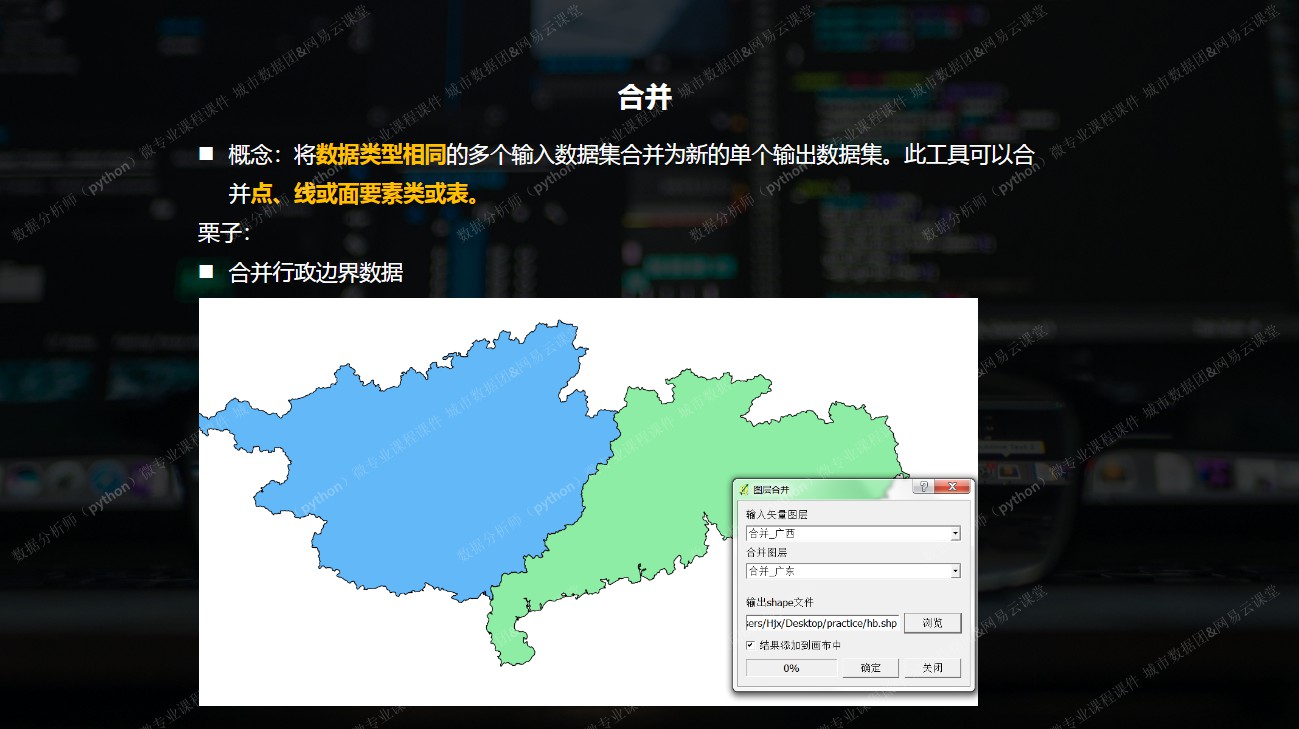 合并
■ 概念：将数据类型相同的多个输入数据集合并为新的单个输出数据集。此工具可以合
并点、线或面要素类或表。
栗子：
■ 合并行政边界数据
图层合并
输入矢量图层
合并_广西
合并图层
合并_广东
输出shape文件
sers/Hjx/Desktop/practice/hb.shp
浏览
结果添加到画布中
0%
确定
关闭
数据分析师（python）微专业课程课件 城市数据团&网易云课堂